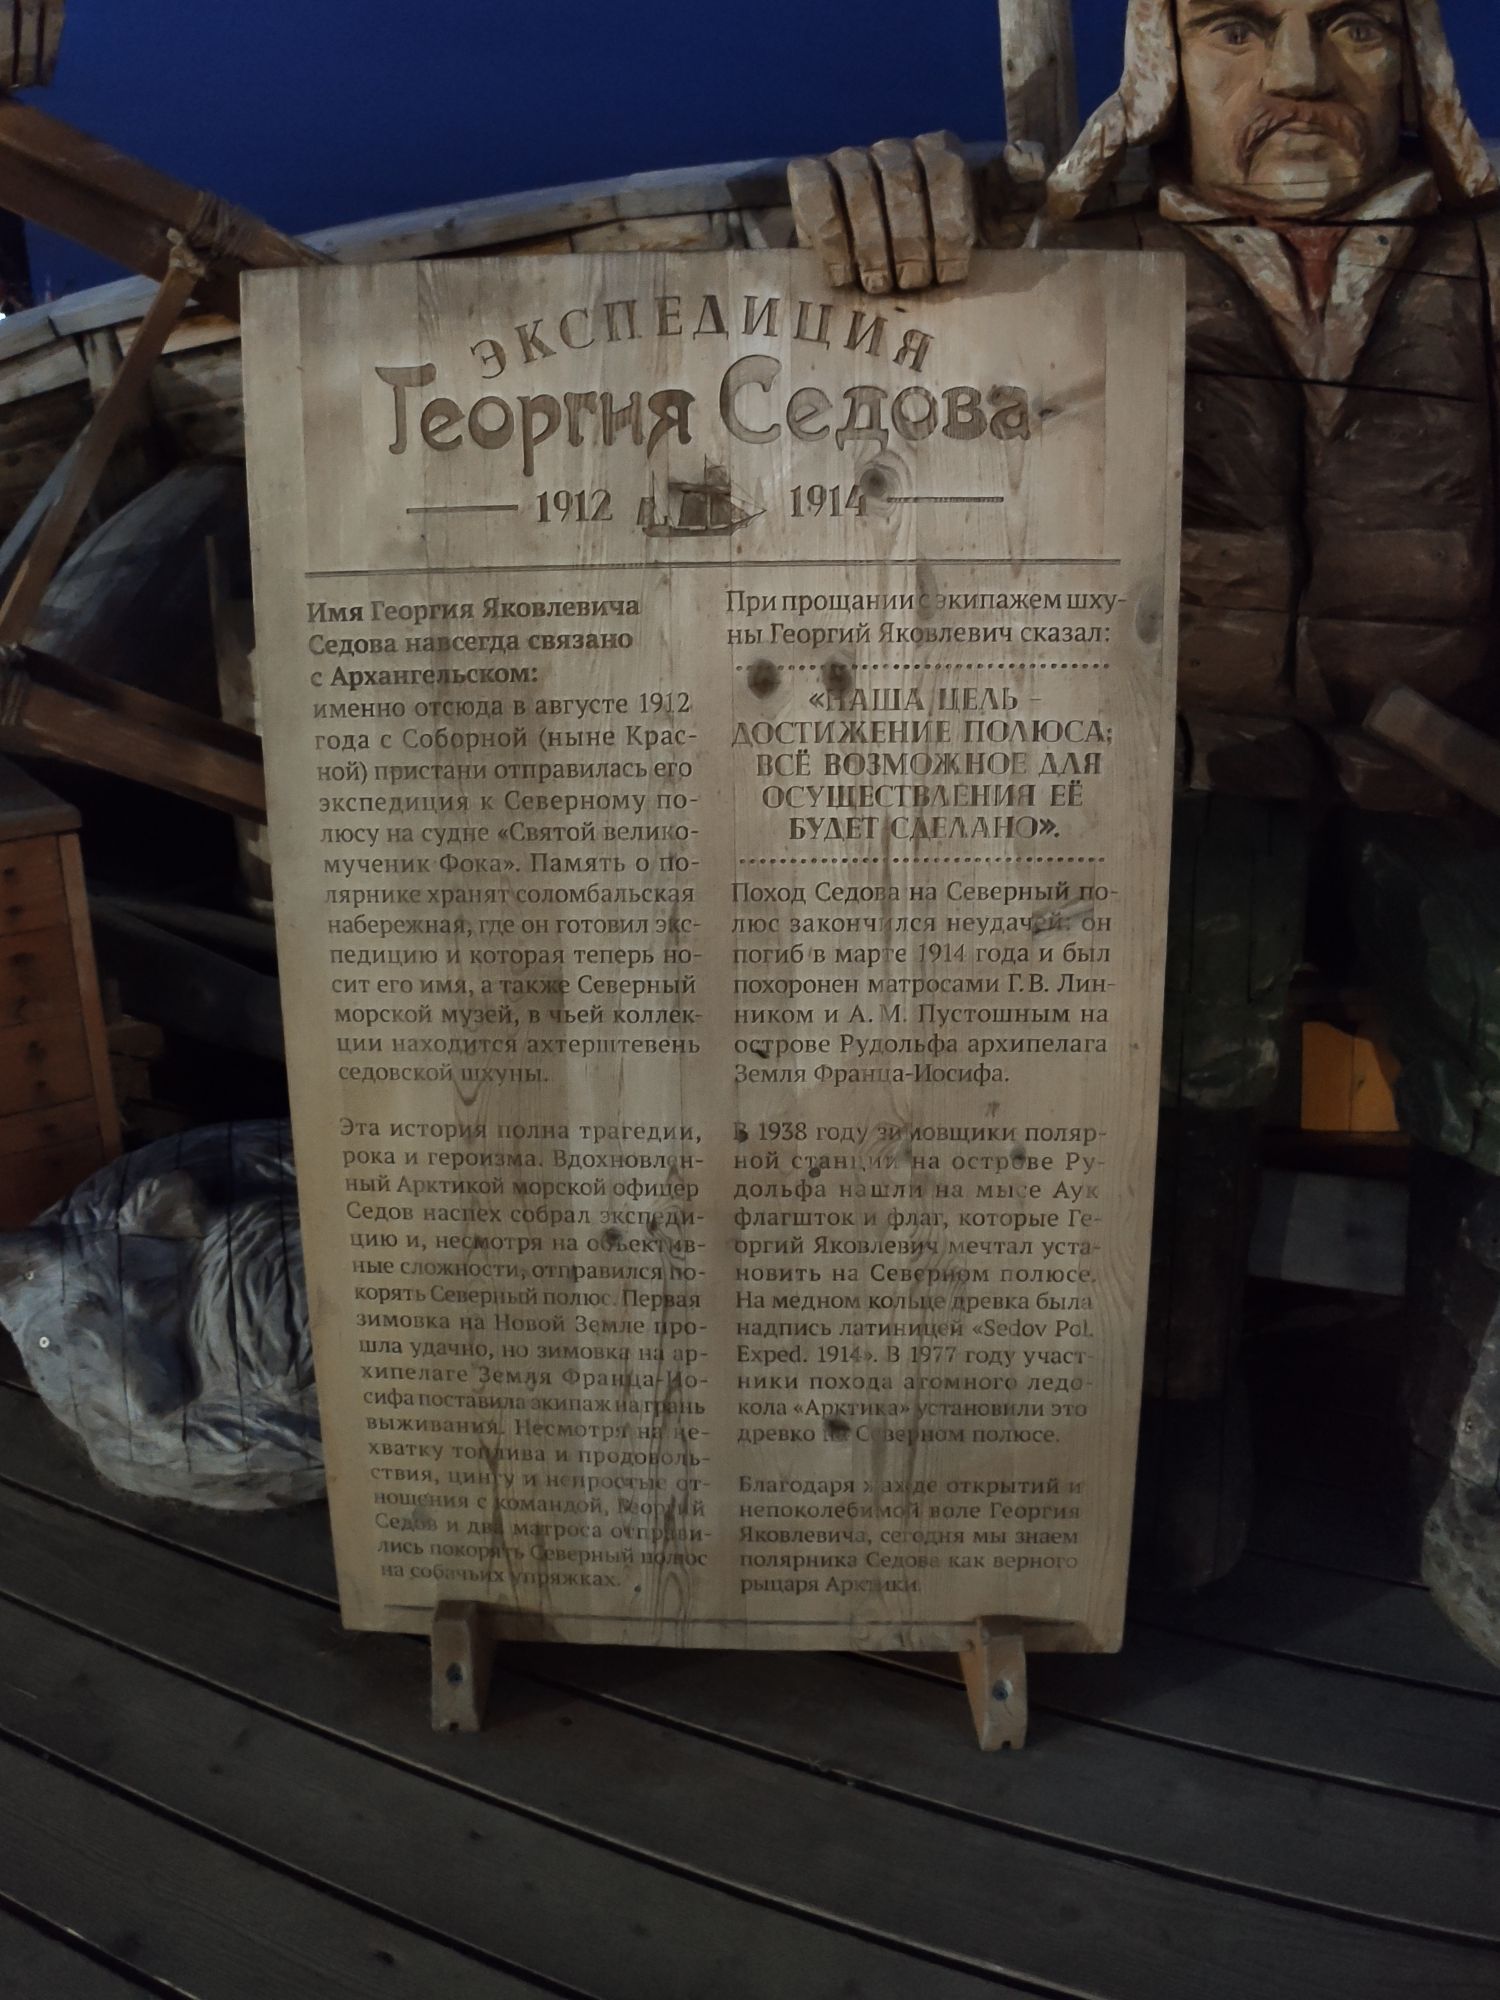 ЭКСПЕДИЦИЯ
Георгия Седова
1912 1914
Имя Георгия Яковлевича
Седова навсегда связано
с Архангельском:
именно отсюда в августе 1912
года с Соборной (ныне Крас-
ной) пристани отправилась его
экспедиция к Северному по-
люсу на судне «Святой велико-
мученик Фока». Память о по-
лярнике хранят соломбальская
набережная, где он готовил экс-
педицию и которая теперь но-
сит его имя, а также Северный
морской музей, в чьей коллек-
ции находится ахтерштевень
седовской шхуны.
Эта история полна трагедии,
рока и героизма. Вдохновлен-
ный Арктикой морской офицер
Седов наспех собрал экспеди-
цию и, несмотря на объектив-
ные сложности, отправился по-
корять Северный полюс. Первая
зимовка на Новой Земле про-
шла удачно, но зимовка на ар-
хипелаге Земля Франца-Ио-
сифа поставила экипаж на грань
выживания. Несмотря на не-
хватку топлива и продоволь-
ствия, цингу и непростые от-
ношения с командой, Георгий
Седов и два матроса отправи-
лись покорять Северный полюс
на собачьих упряжках.
При прощании с экипажем шху-
ны Георгий Яковлевич сказал:
«НАША ЦЕЛЬ –
ДОСТИЖЕНИЕ ПОЛЮСА;
ВСЁ ВОЗМОЖНОЕ ДЛЯ
ОСУЩЕСТВЛЕНИЯ ЕЁ
БУДЕТ СДЕЛАНО».
Поход Седова на Северный по-
люс закончился неудачей: он
погиб в марте 1914 года и был
похоронен матросами Г. В. Лин-
ником и А. М. Пустошным на
острове Рудольфа архипелага
Земля Франца-Иосифа.
В 1938 году зимовщики поляр-
ной станции на острове Ру-
дольфа нашли на мысе Аук
флагшток и флаг, которые Ге-
оргий Яковлевич мечтал уста-
новить на Северном полюсе.
На медном кольце древка была
надпись латиницей «Sedov Pol.
Exped. 1914». В 1977 году участ-
ники похода атомного ледо-
кола «Арктика» установили это
древко на Северном полюсе.
Благодаря жажде открытий и
непоколебимой воле Георгия
Яковлевича, сегодня мы знаем
полярника Седова как верного
рыцаря Арктики.